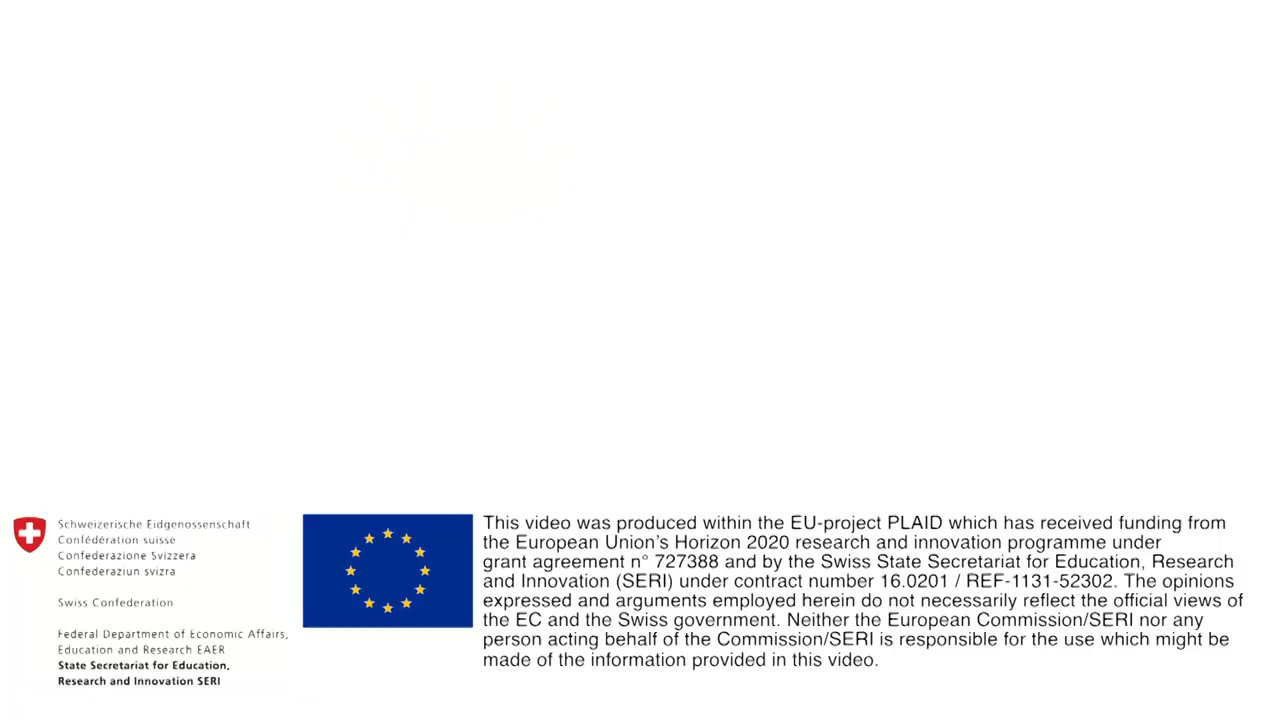 Schweizerische Eidgenossenschaft
Confédération suisse
Confederazione Svizzera
Confederaziun svizra
Swiss Confederation
Federal Department of Economic Affairs,
Education and Research EAER
State Secretariat for Education,
Research and Innovation SERI
This video was produced within the EU-project PLAID which has received funding from
the European Union’s Horizon 2020 research and innovation programme under
grant agreement n° 727388 and by the Swiss State Secretariat for Education, Research
and Innovation (SERI) under contract number 16.0201 / REF-1131-52302. The opinions
expressed and arguments employed herein do not necessarily reflect the official views of
the EC and the Swiss government. Neither the European Commission/SERI nor any
person acting behalf of the Commission/SERI is responsible for the use which might be
made of the information provided in this video.